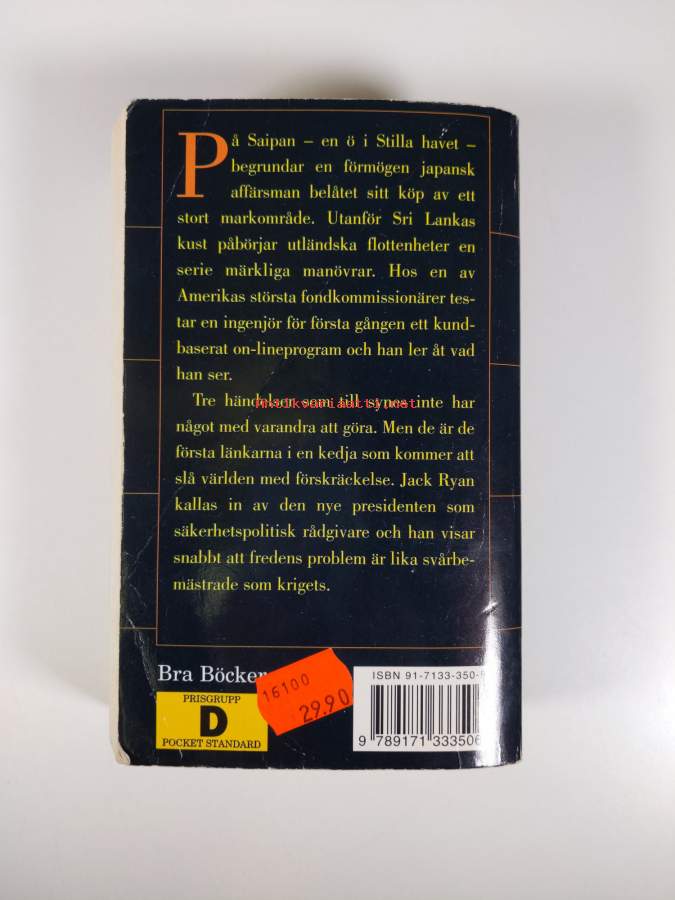 På Saipan – en ö i Stilla havet –
begrundar en förmögen japansk
affärsman belåtet sitt köp av ett
stort markområde. Utanför Sri Lankas
kust påbörjar utländska flottenheter en
serie märkliga manövrar. Hos en av
Amerikas största fondkommissionärer tes-
tar en ingenjör för första gången ett kund-
baserat on-lineprogram och han ler åt vad
han ser.
Tre händelser som till synes inte har
något med varandra att göra. Men de är de
första länkarna i en kedja som kommer att
slå världen med förskräckelse. Jack Ryan
kallas in av den nye presidenten som
säkerhetspolitisk rådgivare och han visar
snabbt att fredens problem är lika svårbe-
mästrade som krigets.
Antikvariaatti.net
Bra Böcker
PRISGRUPP
D
POCKET STANDARD
16100
29.90
ISBN 91-7133-350-
9 789171 333506